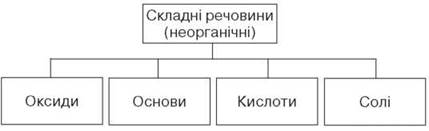 Складні речовини
(неорганічні)
Оксиди
Основи
Кислоти
Солі